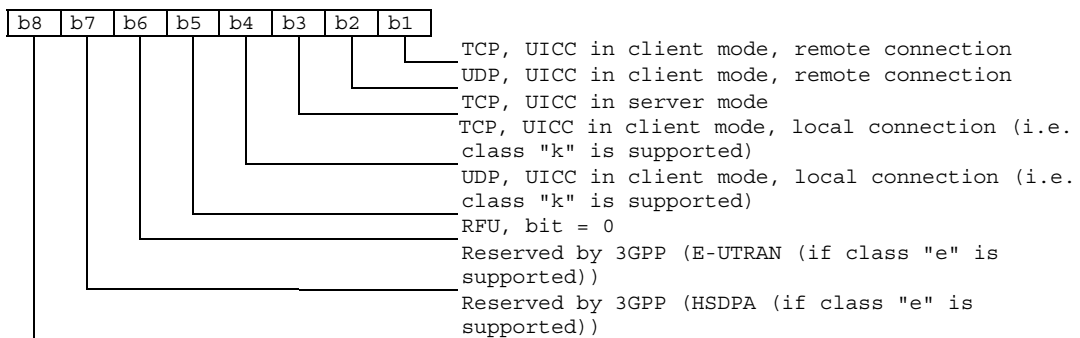 b8 b7 b6 b5 b4 b3 b2 b1
TCP, UICC in client mode, remote connection
UDP, UICC in client mode, remote connection
TCP, UICC in server mode
TCP, UICC in client mode, local connection (i.e.
class "k" is supported)
UDP, UICC in client mode, local connection (i.e.
class "k" is supported)
RFU, bit = 0
Reserved by 3GPP (E-UTRAN (if class "e" is
supported))
Reserved by 3GPP (HSDPA (if class "e" is
supported))